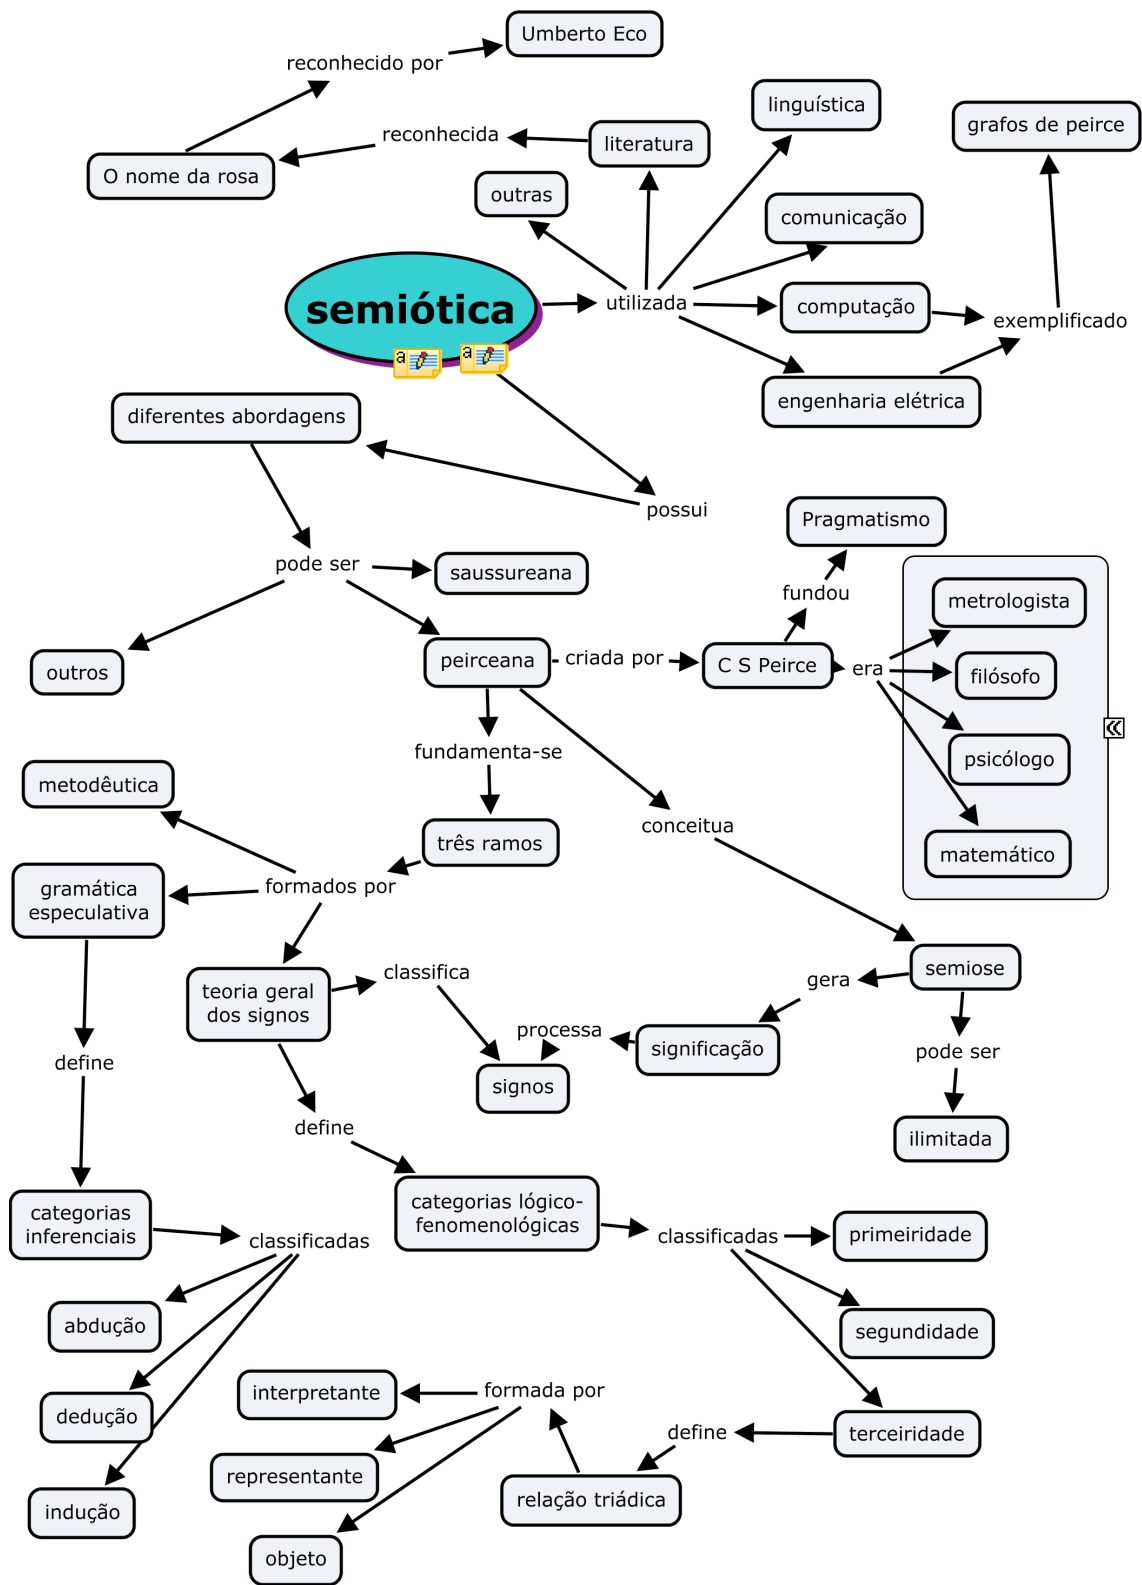 Umberto Eco
reconhecido por
linguística
grafos de peirce
reconhecida
literatura
O nome da rosa
outras
comunicação
semiótica
utilizada
computação
exemplificado
a
a
engenharia elétrica
diferentes abordagens
possui
Pragmatismo
pode ser
saussureana
fundou
metrologista
outros
peirceana
criada por
C S Peirce
era
filósofo
fundamenta-se
psicólogo
metodêutica
conceitua
três ramos
matemático
gramática
especulativa
formados por
teoria geral
dos signos
classifica
semiose
gera
processa
significação
define
signos
pode ser
define
ilimitada
categorias
inferenciais
categorias lógico-
fenomenológicas
classificadas
classificadas
primeiridade
abdução
segundidade
interpretante
formada por
dedução
define
terceiridade
representante
relação triádica
indução
objeto